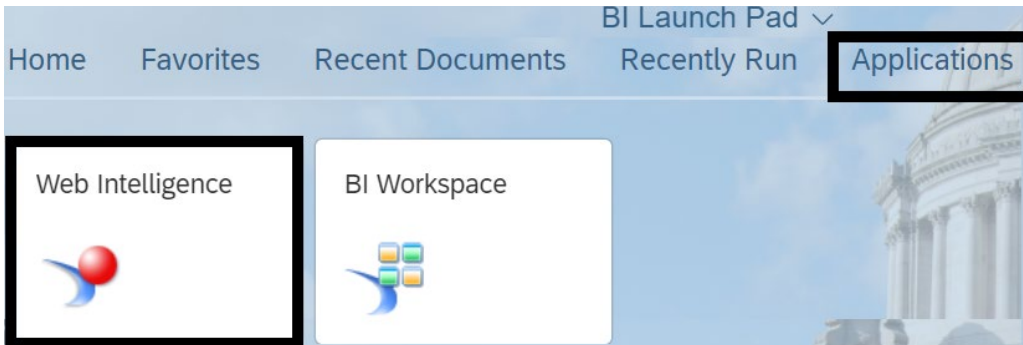 BI Launch Pad
Home Favorites Recent Documents Recently Run Applications
Web Intelligence BI Workspace